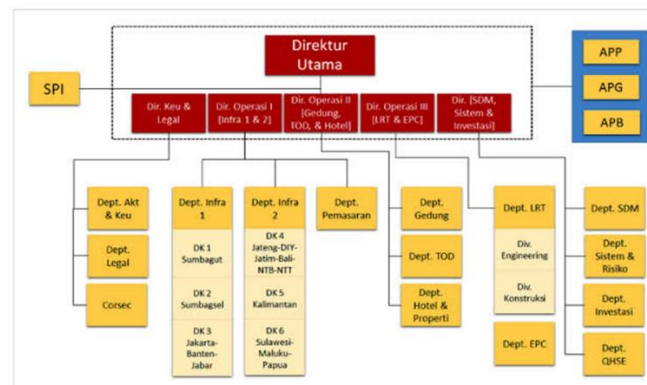 Direktur
Utama
SPI
APP
APG
APB
Dir. Keu &
Legal
Dir. Operasi I
[Infra 1 & 2]
Dir. Operasi II
[Gedung,
TOD, & Hotel]
Dir. Operasi III
[LRT & EPC]
Dir. [SDM,
Sistem &
Investasi]
Dept. Akt
& Keu
Dept.
Legal
Corsec
Dept. Infra
1
DK 1
Sumbagut
DK 2
Sumbagsel
DK 3
Jakarta-
Banten-
Jabar
Dept. Infra
2
DK 4
Jateng-DIY-
Jatim-Bali-
NTB-NTT
DK 5
Kalimantan
DK 6
Sulawesi-
Maluku-
Papua
Dept.
Pemasaran
Dept.
Gedung
Dept. TOD
Dept.
Hotel &
Properti
Dept. LRT
Div.
Engineering
Div.
Konstruksi
Dept. EPC
Dept. SDM
Dept.
Sistem &
Risiko
Dept.
Investasi
Dept.
QHSE